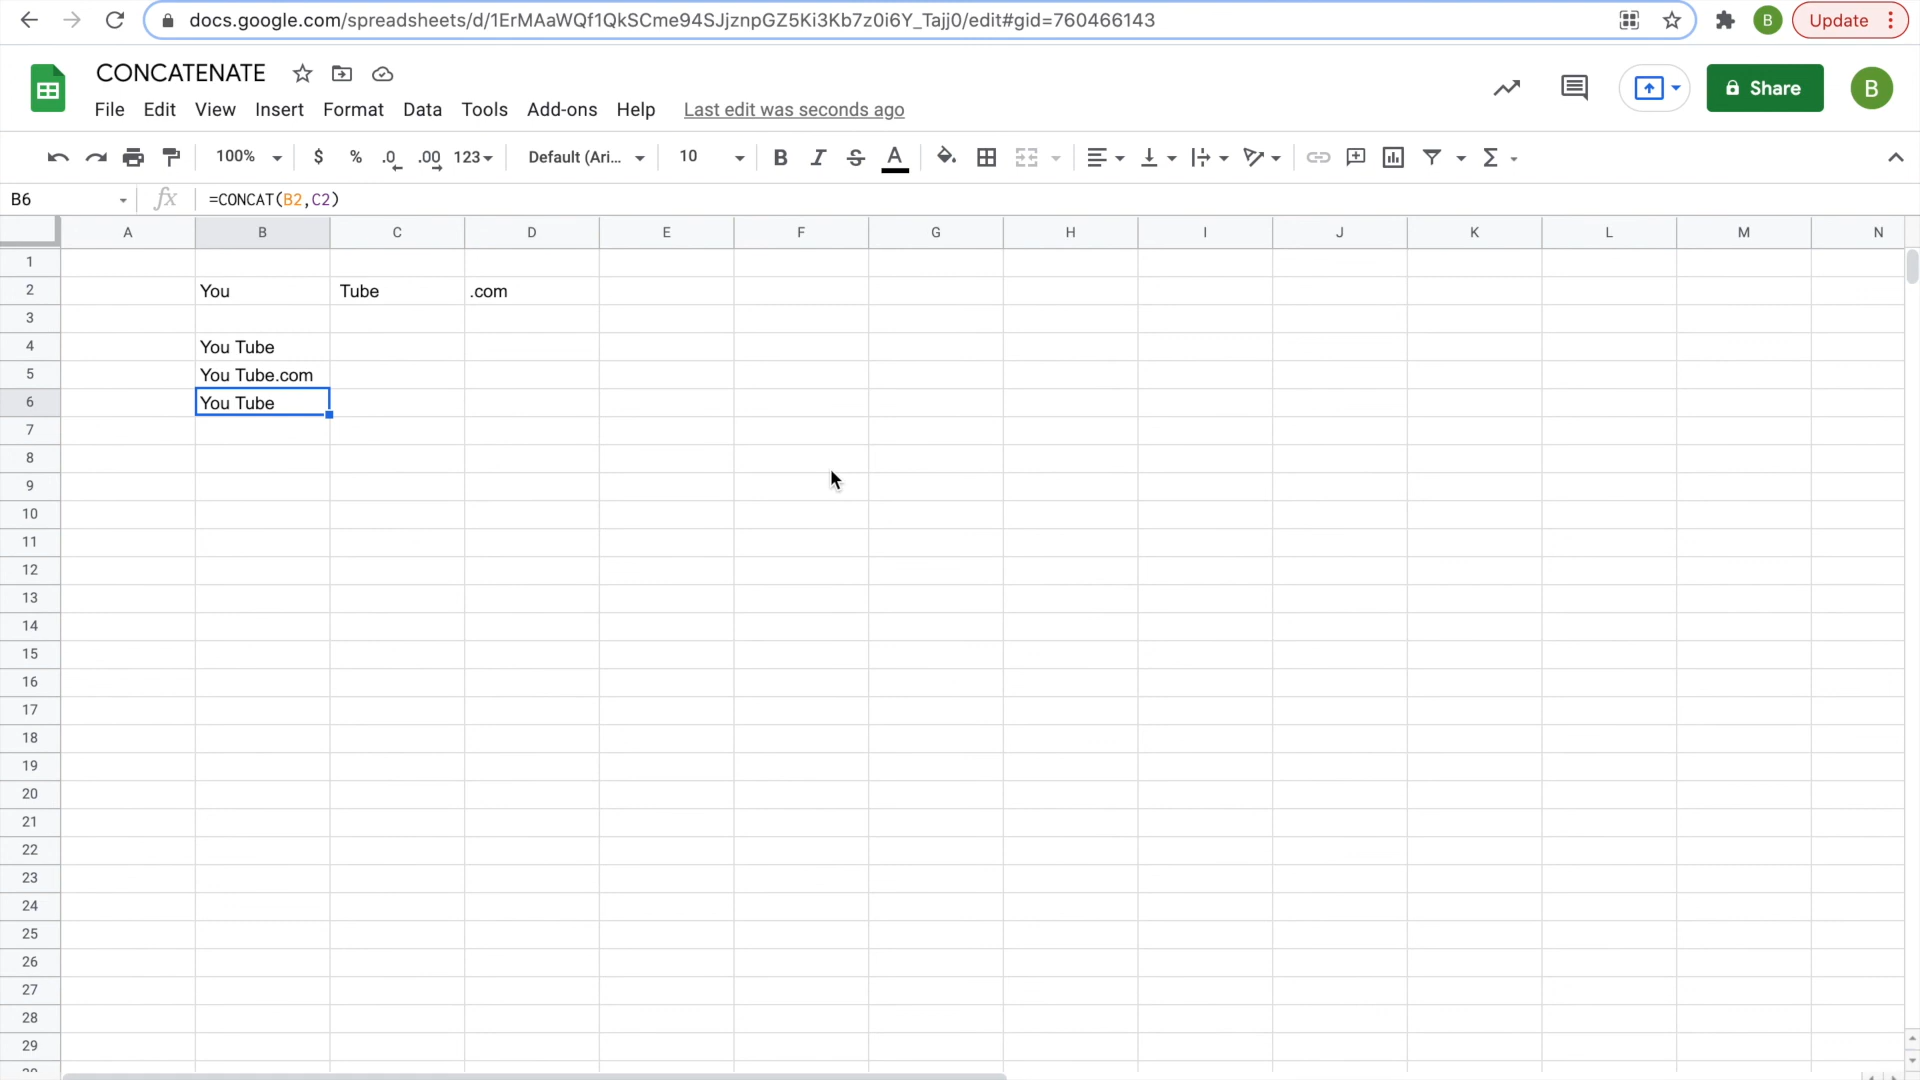 docs.google.com/spreadsheets/d/1ErMAaWQf1QkSCme94SJjznpGZ5Ki3Kb7z0i6Y_Tajj0/edit#gid=760466143 B Update
CONCATENATE
File Edit View Insert Format Data Tools Add-ons Help Last edit was seconds ago Share B
100% $ % .0 .00 123 Default (Ari... 10 B I S A Σ
B6 fx =CONCAT(B2,C2)
A B C D E F G H I J K L M N
1
2 You Tube .com
3
4 You Tube
5 You Tube.com
6 You Tube
7
8
9
10
11
12
13
14
15
16
17
18
19
20
21
22
23
24
25
26
27
28
29